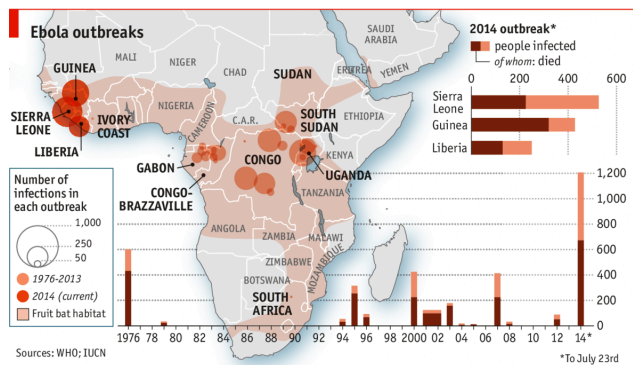 Ebola outbreaks
GUINEA
SIERRA
LEONE
IVORY
COAST
LIBERIA
MALI
NIGER
CHAD
NIGERIA
CAMEROON
C.A.R.
SUDAN
ERITREA
YEMEN
SAUDI
ARABIA
ETHIOPIA
SOUTH
SUDAN
KENYA
UGANDA
CONGO
GABON
CONGO-
BRAZZAVILLE
TANZANIA
ANGOLA
ZAMBIA
MALAWI
MOZAMBIQUE
ZIMBABWE
BOTSWANA
SOUTH
AFRICA
Number of
infections in
each outbreak
1,000
250
50
1976-2013
2014 (current)
Fruit bat habitat
2014 outbreak*
people infected
of whom: died
0 200 400 600
Sierra
Leone
Guinea
Liberia
1,200
1,000
800
600
400
200
0
1976 78 80 82 84 86 88 90 92 94 96 98 2000 02 04 06 08 10 12 14*
Sources: WHO; IUCN
*To July 23rd